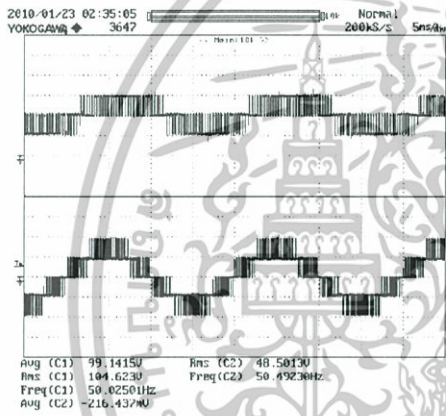 2010/01/23 02:35:05 Normal
YOKOGAWA ◆ 3647 200kS/s 5ms/div
Avg (C1) 99.1415V Rms (C2) 48.5013V
Rms (C1) 104.623V Freq(C2) 50.4923Hz
Freq(C1) 50.02501Hz
Avg (C2) -216.437mV